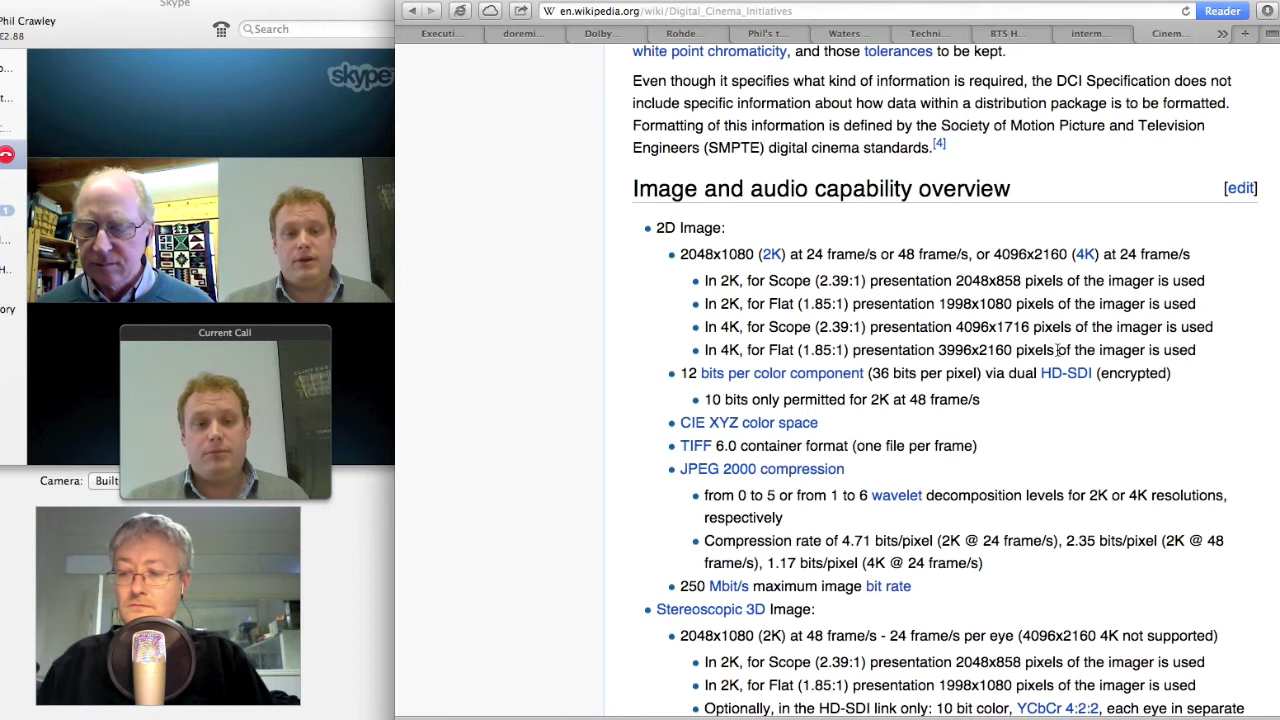 Skype
Phil Crawley
£2.88
Search
skype
Current Call
Camera: Built
en.wikipedia.org/wiki/Digital_Cinema_Initiatives
Reader
Executi... doremi... Dolby... Rohde... Phil's t... Waters... Techni... BTS H... interm... Cinem...
white point chromaticity, and those tolerances to be kept.
Even though it specifies what kind of information is required, the DCI Specification does not
include specific information about how data within a distribution package is to be formatted.
Formatting of this information is defined by the Society of Motion Picture and Television
Engineers (SMPTE) digital cinema standards.[4]
Image and audio capability overview [edit]
2D Image:
2048x1080 (2K) at 24 frame/s or 48 frame/s, or 4096x2160 (4K) at 24 frame/s
In 2K, for Scope (2.39:1) presentation 2048x858 pixels of the imager is used
In 2K, for Flat (1.85:1) presentation 1998x1080 pixels of the imager is used
In 4K, for Scope (2.39:1) presentation 4096x1716 pixels of the imager is used
In 4K, for Flat (1.85:1) presentation 3996x2160 pixels of the imager is used
12 bits per color component (36 bits per pixel) via dual HD-SDI (encrypted)
10 bits only permitted for 2K at 48 frame/s
CIE XYZ color space
TIFF 6.0 container format (one file per frame)
JPEG 2000 compression
from 0 to 5 or from 1 to 6 wavelet decomposition levels for 2K or 4K resolutions,
respectively
Compression rate of 4.71 bits/pixel (2K @ 24 frame/s), 2.35 bits/pixel (2K @ 48
frame/s), 1.17 bits/pixel (4K @ 24 frame/s)
250 Mbit/s maximum image bit rate
Stereoscopic 3D Image:
2048x1080 (2K) at 48 frame/s - 24 frame/s per eye (4096x2160 4K not supported)
In 2K, for Scope (2.39:1) presentation 2048x858 pixels of the imager is used
In 2K, for Flat (1.85:1) presentation 1998x1080 pixels of the imager is used
Optionally, in the HD-SDI link only: 10 bit color, YCbCr 4:2:2, each eye in separate